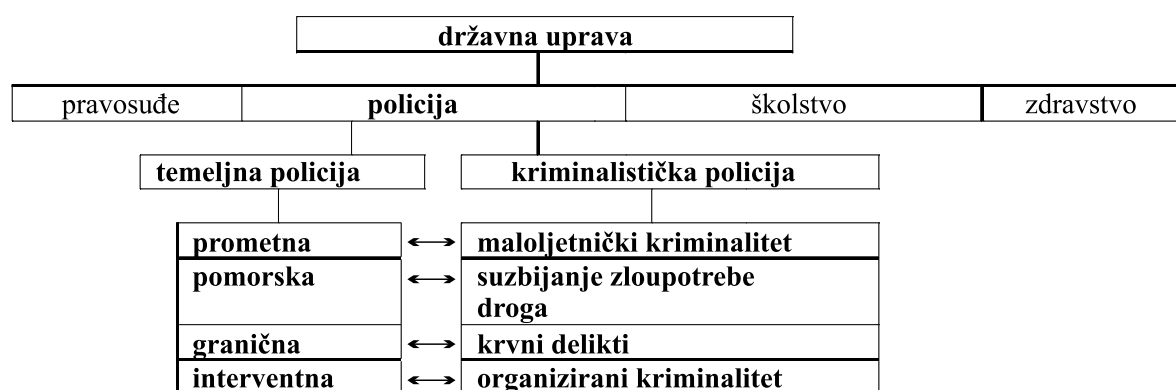 državna uprava
pravosuđe policija školstvo zdravstvo
temeljna policija kriminalistička policija
prometna maloljetnički kriminalitet
pomorska suzbijanje zloupotrebe
droga
granična krvni delikti
interventna organizirani kriminalitet